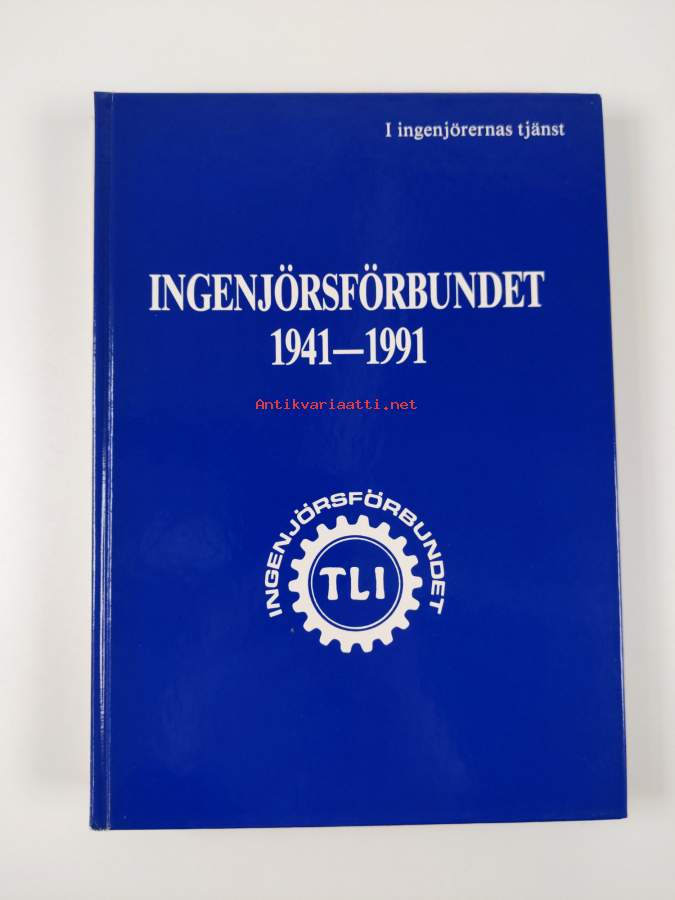 I ingenjörernas tjänst
INGENJÖRSFÖRBUNDET
1941—1991
Antikvariaatti.net
INGENJÖRSFÖRBUNDET
TLI